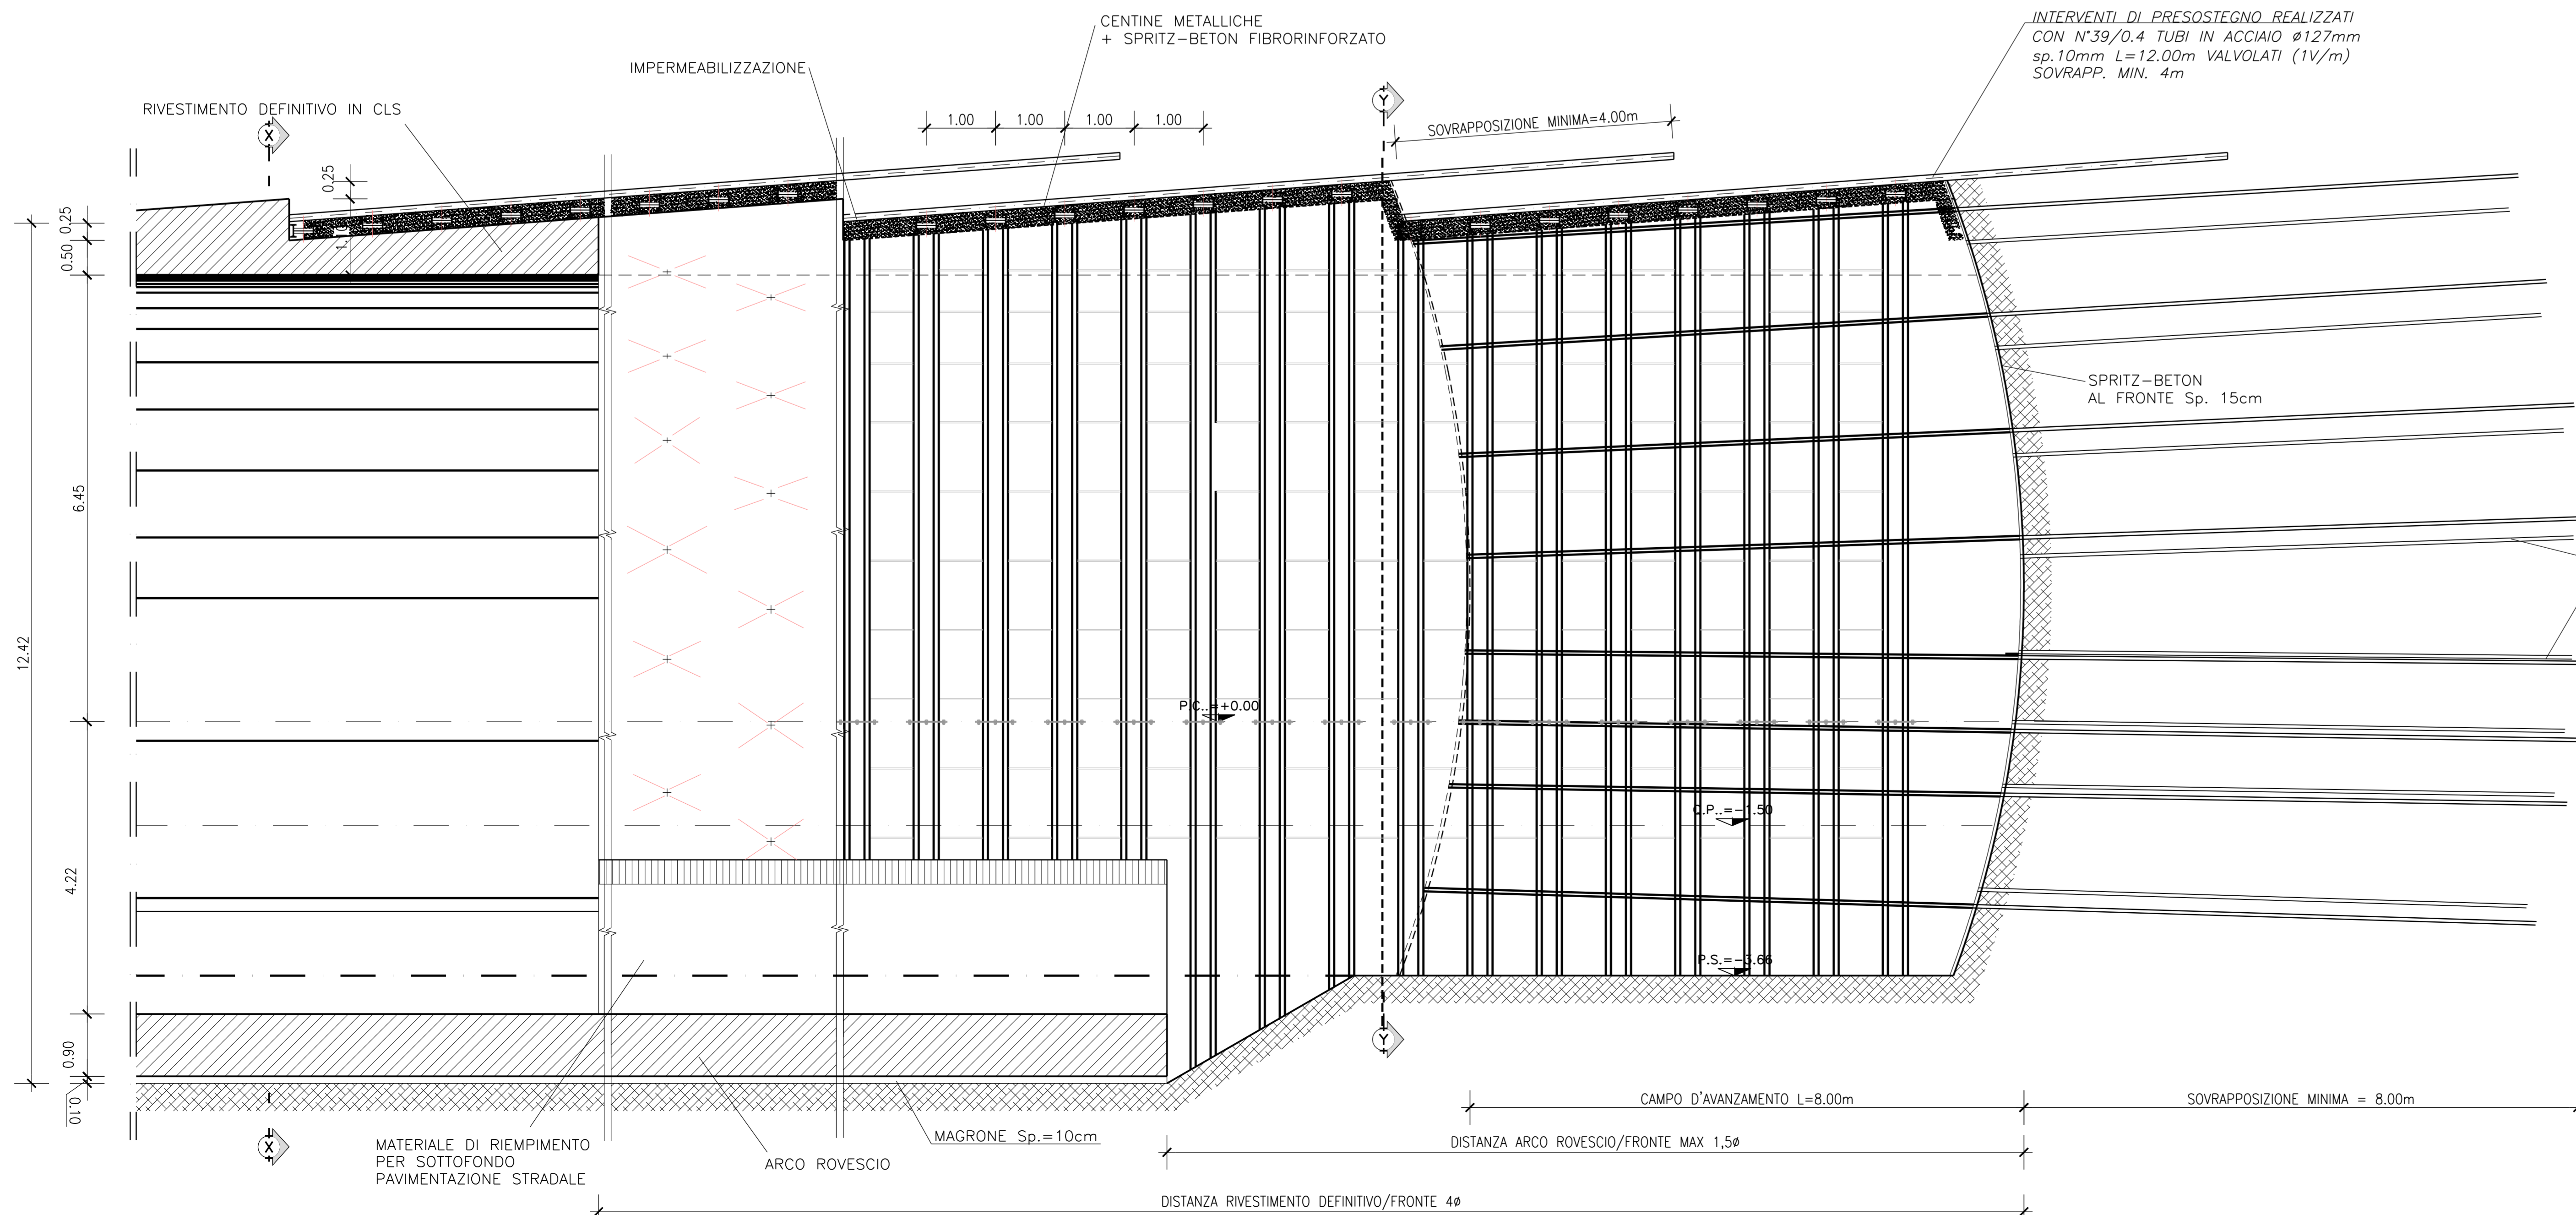 CENTINE METALLICHE
+ SPRITZ-BETON FIBRORINFORZATO
INTERVENTI DI PRESOSTEGNO REALIZZATI
CON N°39/0.4 TUBI IN ACCIAIO ø127mm
sp.10mm L=12.00m VALVOLATI (1V/m)
SOVRAPP. MIN. 4m
IMPERMEABILIZZAZIONE
RIVESTIMENTO DEFINITIVO IN CLS
X
Y
1.00
1.00
1.00
1.00
SOVRAPPOSIZIONE MINIMA=4.00m
0.25
0.25
0.50
6.45
12.42
4.22
0.90
0.10
SPRITZ-BETON
AL FRONTE Sp. 15cm
P.C..=+0.00
Q.P..=-1.50
P.S.=-3.66
Y
X
CAMPO D'AVANZAMENTO L=8.00m
SOVRAPPOSIZIONE MINIMA = 8.00m
MAGRONE Sp.=10cm
DISTANZA ARCO ROVESCIO/FRONTE MAX 1,5ø
MATERIALE DI RIEMPIMENTO
PER SOTTOFONDO
PAVIMENTAZIONE STRADALE
ARCO ROVESCIO
DISTANZA RIVESTIMENTO DEFINITIVO/FRONTE 4ø